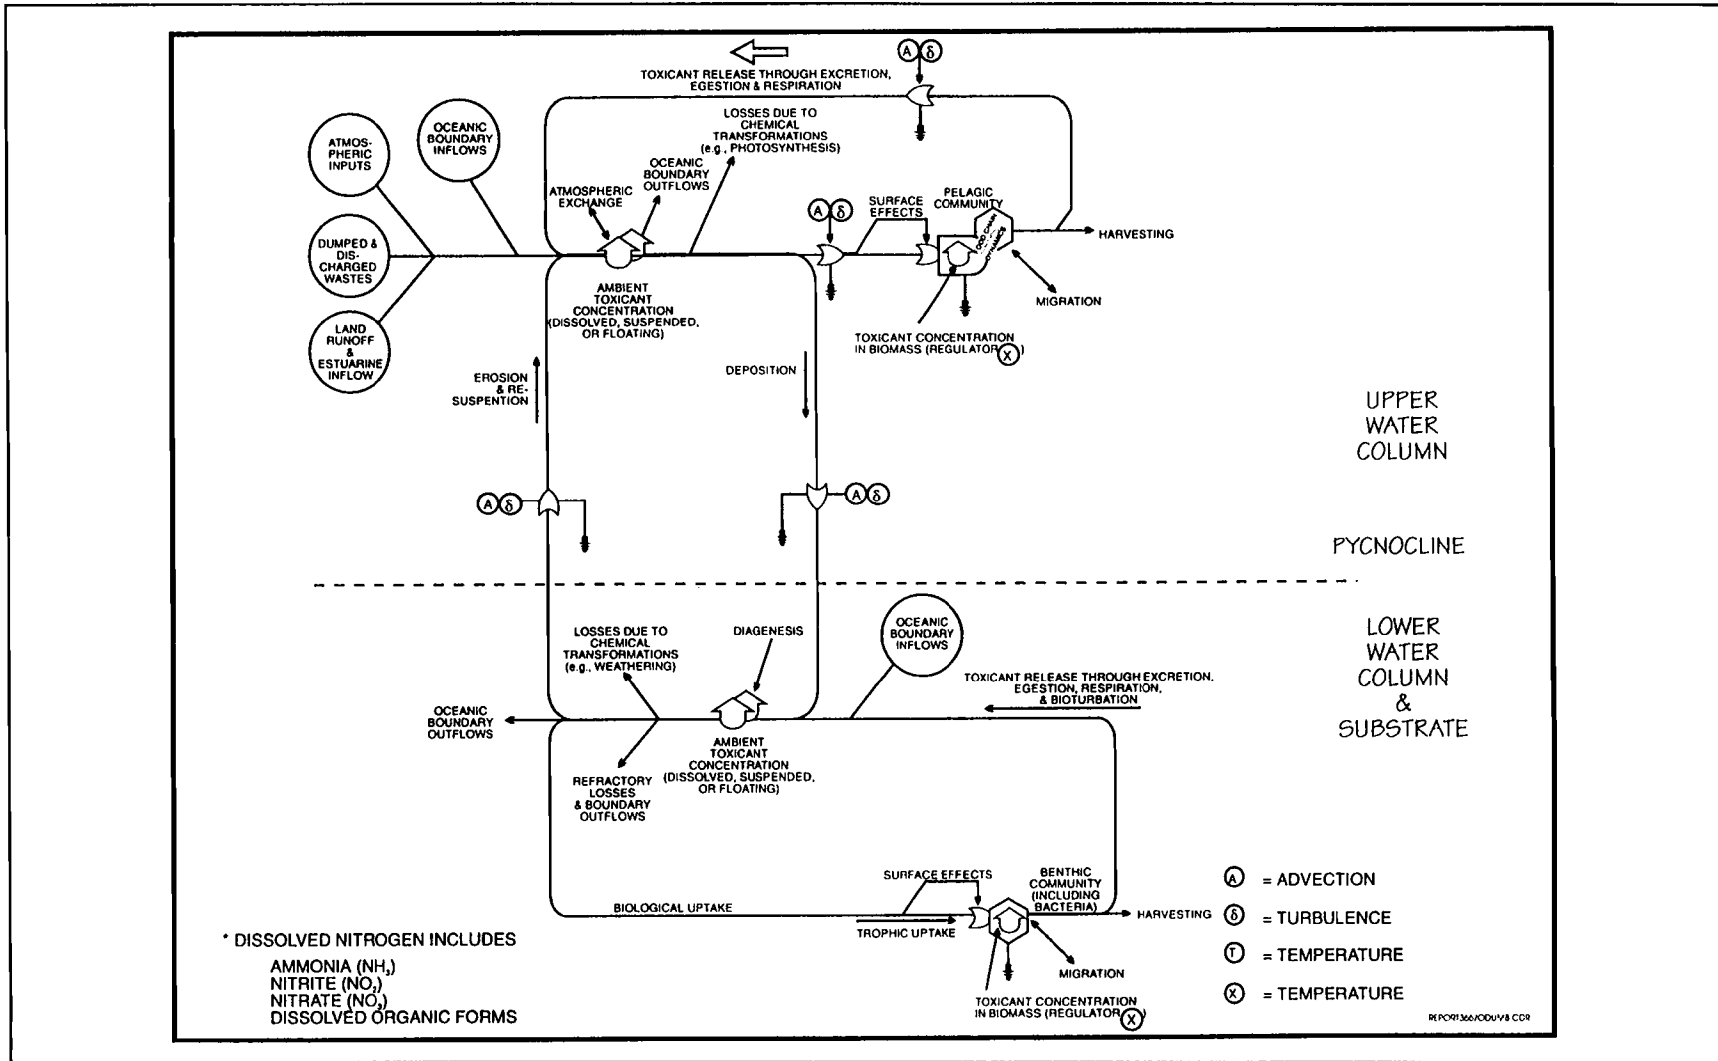 A δ
TOXICANT RELEASE THROUGH EXCRETION,
EGESTION & RESPIRATION
ATMOS-
PHERIC
INPUTS
OCEANIC
BOUNDARY
INFLOWS
LOSSES DUE TO
CHEMICAL
TRANSFORMATIONS
(e.g., PHOTOSYNTHESIS)
OCEANIC
BOUNDARY
OUTFLOWS
ATMOSPHERIC
EXCHANGE
A δ
SURFACE
EFFECTS
PELAGIC
COMMUNITY
DYNAMICS
HARVESTING
MIGRATION
DUMPED &
DIS-
CHARGED
WASTES
AMBIENT
TOXICANT
CONCENTRATION
(DISSOLVED, SUSPENDED,
OR FLOATING)
TOXICANT CONCENTRATION
IN BIOMASS (REGULATOR X )
LAND
RUNOFF
&
ESTUARINE
INFLOW
EROSION
& RE-
SUSPENTION
DEPOSITION
UPPER
WATER
COLUMN
A δ
A δ
PYCNOCLINE
LOSSES DUE TO
CHEMICAL
TRANSFORMATIONS
(e.g., WEATHERING)
DIAGENESIS
OCEANIC
BOUNDARY
INFLOWS
LOWER
WATER
COLUMN
&
SUBSTRATE
TOXICANT RELEASE THROUGH EXCRETION,
EGESTION, RESPIRATION,
& BIOTURBATION
OCEANIC
BOUNDARY
OUTFLOWS
AMBIENT
TOXICANT
CONCENTRATION
(DISSOLVED, SUSPENDED,
OR FLOATING)
REFRACTORY
LOSSES
& BOUNDARY
OUTFLOWS
SURFACE EFFECTS
BENTHIC
COMMUNITY
(INCLUDING
BACTERIA)
BIOLOGICAL UPTAKE
TROPHIC UPTAKE
HARVESTING
MIGRATION
TOXICANT CONCENTRATION
IN BIOMASS (REGULATOR X )
A = ADVECTION
δ = TURBULENCE
T = TEMPERATURE
X = TEMPERATURE
* DISSOLVED NITROGEN INCLUDES
AMMONIA (NH₃)
NITRITE (NO₂)
NITRATE (NO₃)
DISSOLVED ORGANIC FORMS